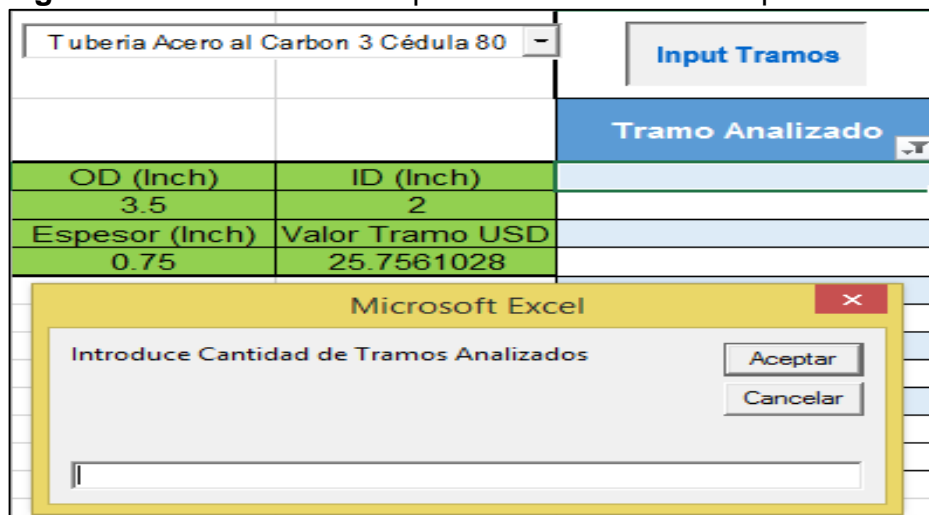 Tuberia Acero al Carbon 3 Cédula 80
Input Tramos
Tramo Analizado
OD (Inch) ID (Inch)
3.5 2
Espesor (Inch) Valor Tramo USD
0.75 25.7561028
Microsoft Excel
Introduce Cantidad de Tramos Analizados
Aceptar
Cancelar